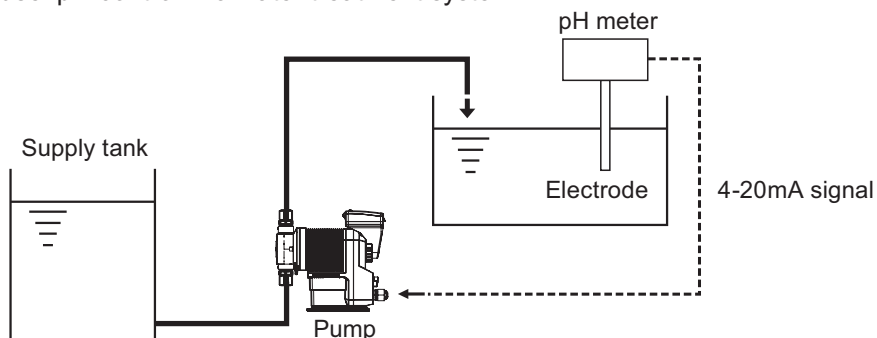 pH meter
Supply tank
Electrode
4-20mA signal
Pump